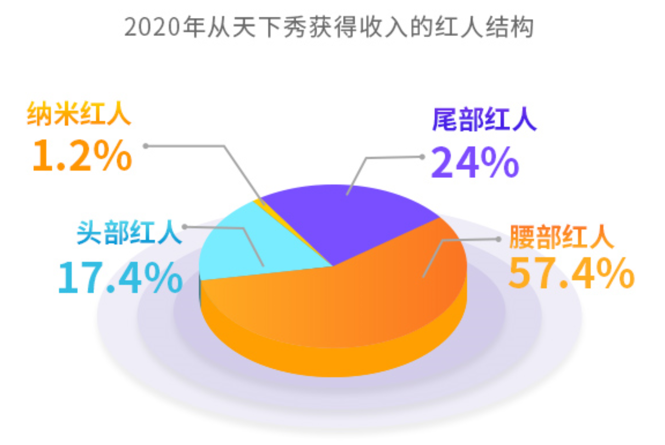 2020年从天下秀获得收入的红人结构
纳米红人
1.2%
尾部红人
24%
头部红人
17.4%
腰部红人
57.4%